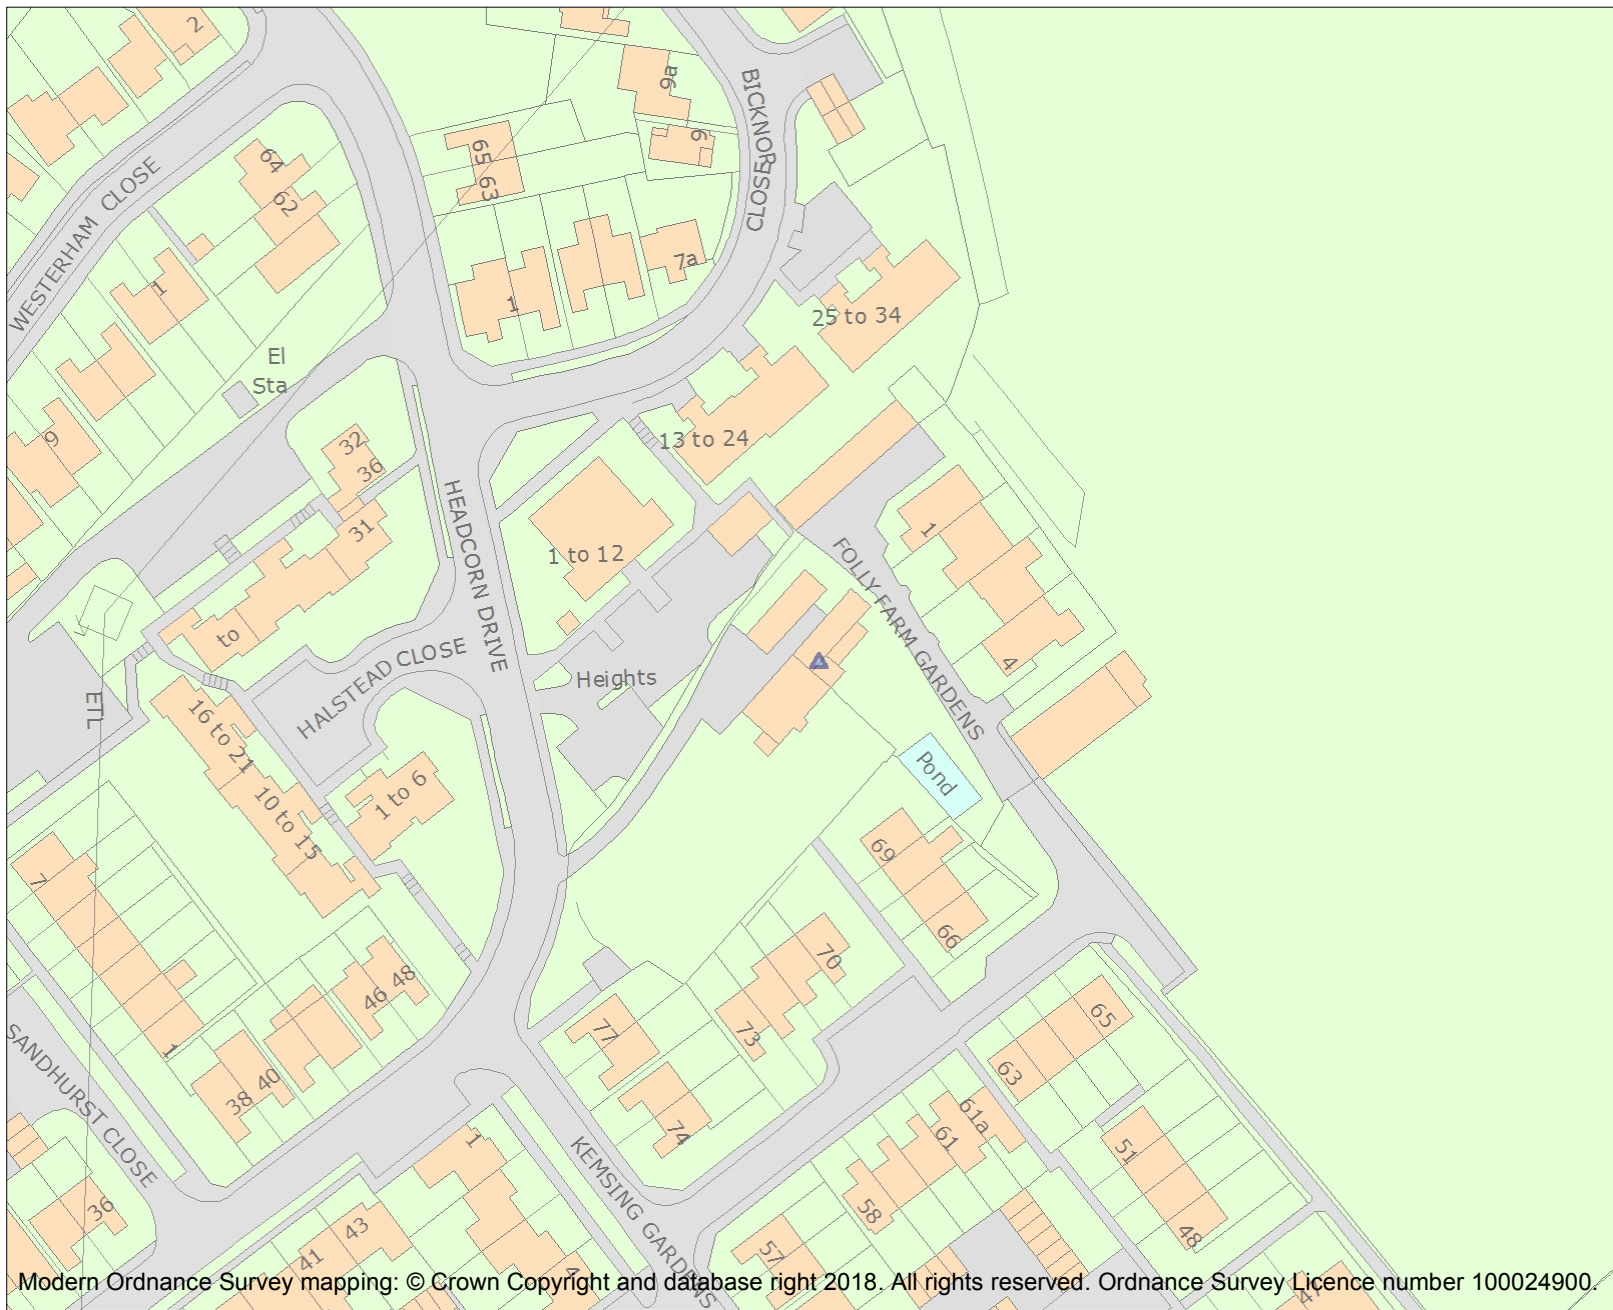 2
BICKNOR
CLOSE
9a
9
65
63
64
62
WESTERHAM CLOSE
1
7a
1
25 to 34
El
Sta
9
32
36
13 to 24
31
HEADCORN DRIVE
1 to 12
FOLLY FARM GARDENS
1
to
HALSTEAD CLOSE
4
Heights
ETL
16 to 21
Pond
1 to 6
10 to 15
69
7
66
70
46
48
77
73
65
1
SANDHURST CLOSE
63
38
40
61a
61
74
1
51
KEMSING GARDENS
58
36
43
48
57
41
4
47
Modern Ordnance Survey mapping: © Crown Copyright and database right 2018. All rights reserved. Ordnance Survey Licence number 100024900.